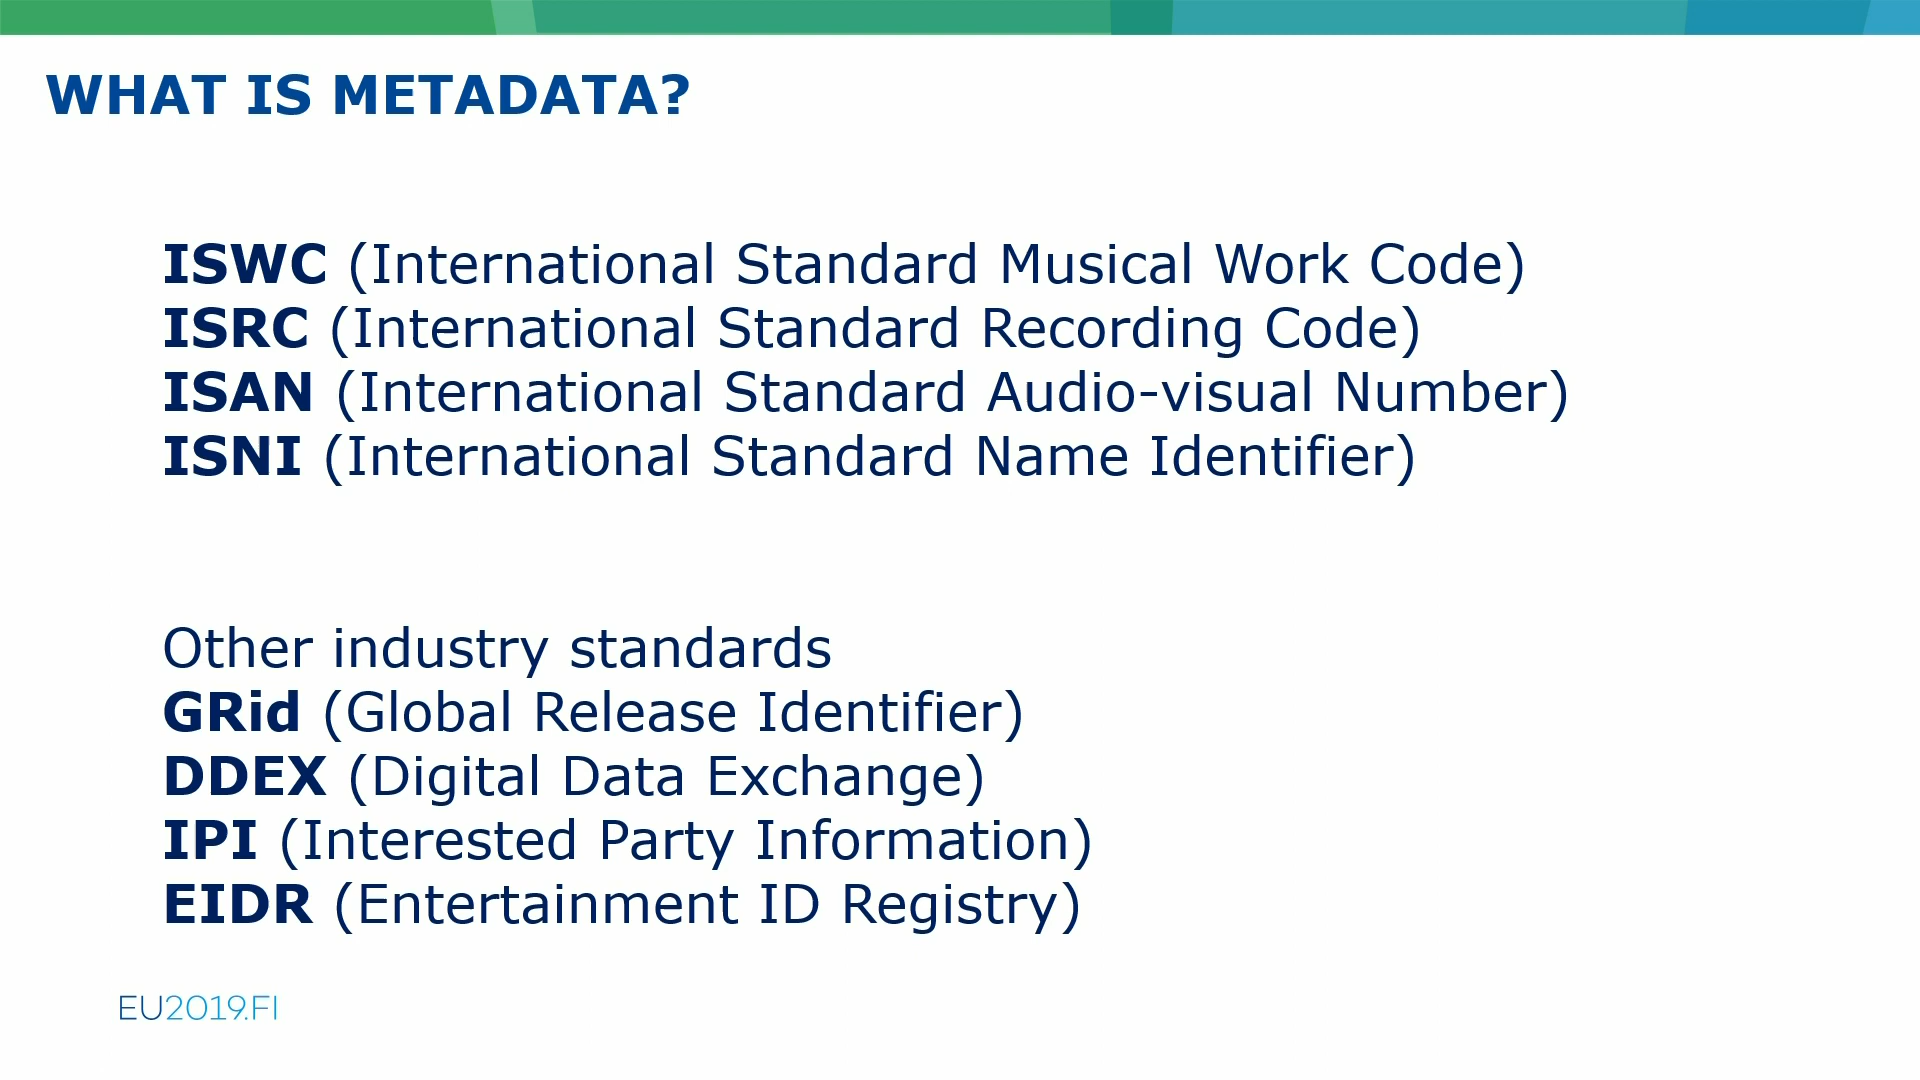 WHAT IS METADATA?
ISWC (International Standard Musical Work Code)
ISRC (International Standard Recording Code)
ISAN (International Standard Audio-visual Number)
ISNI (International Standard Name Identifier)
Other industry standards
GRid (Global Release Identifier)
DDEX (Digital Data Exchange)
IPI (Interested Party Information)
EIDR (Entertainment ID Registry)
EU2019.FI